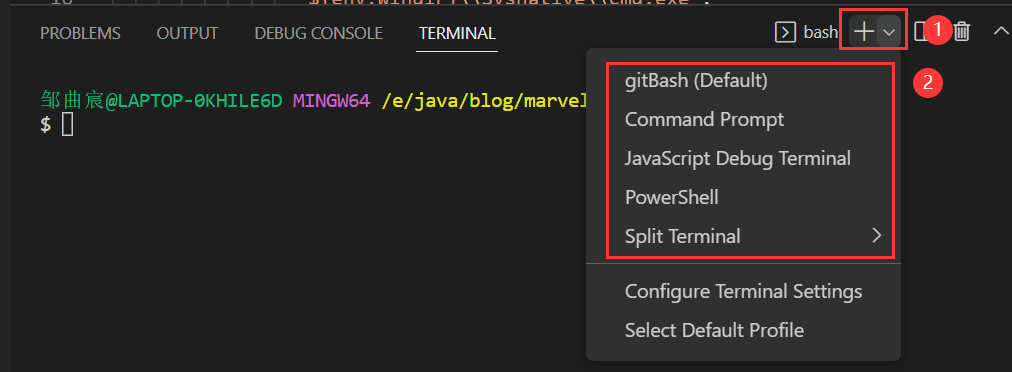 PROBLEMS OUTPUT DEBUG CONSOLE TERMINAL bash 1
gitBash (Default) 2
邹曲宸@LAPTOP-0KHILE6D MINGW64 /e/java/blog/marvel
$
Command Prompt
JavaScript Debug Terminal
PowerShell
Split Terminal
Configure Terminal Settings
Select Default Profile